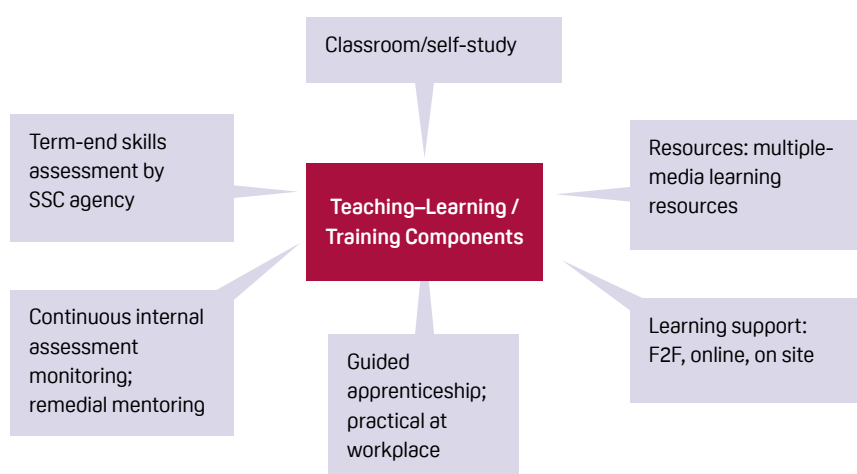 Classroom/self-study
Term-end skills
assessment by
SSC agency
Resources: multiple-
media learning
resources
Teaching–Learning /
Training Components
Continuous internal
assessment
monitoring;
remedial mentoring
Guided
apprenticeship;
practical at
workplace
Learning support:
F2F, online, on site